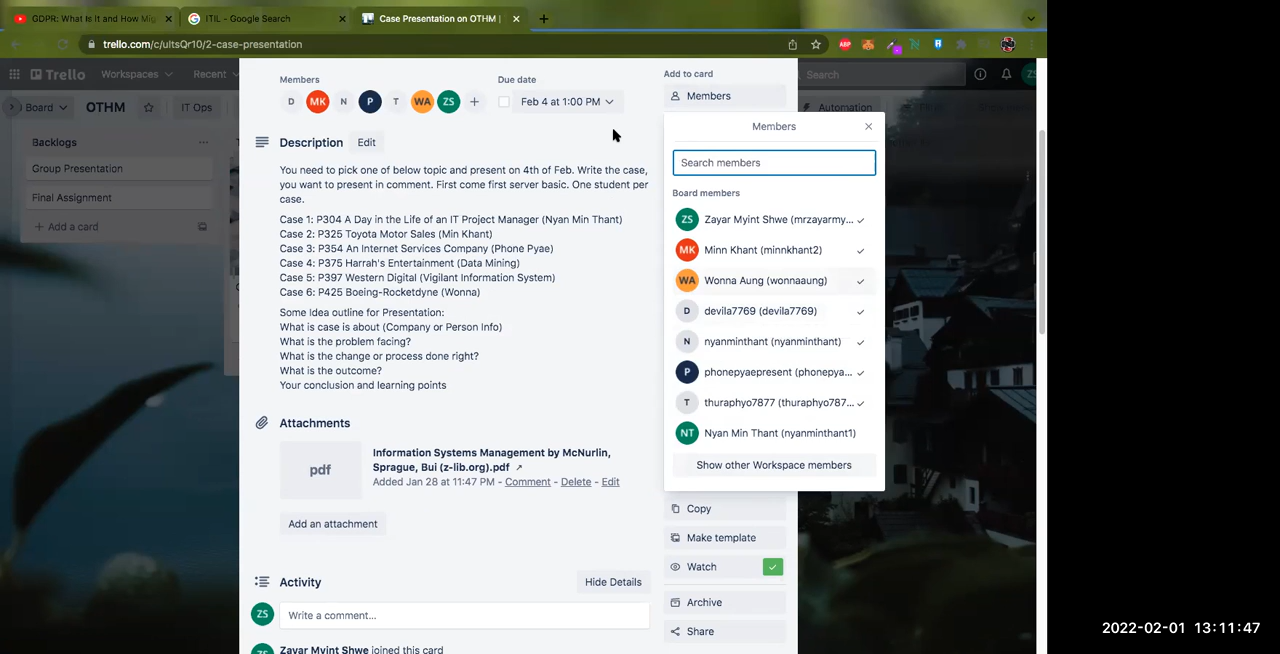 GDPR: What Is It and How Mig
ITIL - Google Search
Case Presentation on OTHM |
trello.com/c/ultsQr10/2-case-presentation
Trello
Workspaces
Recent
Search
ZS
Board
OTHM
IT Ops
Automation
Backlogs
Group Presentation
Final Assignment
+ Add a card
Members
D MK N P T WA ZS +
Due date
Feb 4 at 1:00 PM
Description
Edit
You need to pick one of below topic and present on 4th of Feb. Write the case,
you want to present in comment. First come first server basic. One student per
case.
Case 1: P304 A Day in the Life of an IT Project Manager (Nyan Min Thant)
Case 2: P325 Toyota Motor Sales (Min Khant)
Case 3: P354 An Internet Services Company (Phone Pyae)
Case 4: P375 Harrah's Entertainment (Data Mining)
Case 5: P397 Western Digital (Vigilant Information System)
Case 6: P425 Boeing-Rocketdyne (Wonna)
Some Idea outline for Presentation:
What is case is about (Company or Person Info)
What is the problem facing?
What is the change or process done right?
What is the outcome?
Your conclusion and learning points
Attachments
pdf
Information Systems Management by McNurlin,
Sprague, Bui (z-lib.org).pdf ↗
Added Jan 28 at 11:47 PM - Comment - Delete - Edit
Add an attachment
Activity
Hide Details
ZS
Write a comment...
ZS
Zayar Myint Shwe joined this card
Add to card
Members
Members
Search members
Board members
ZS Zayar Myint Shwe (mrzayarmy...
MK Minn Khant (minnkhant2)
WA Wonna Aung (wonnaaung)
D devila7769 (devila7769)
N nyanminthant (nyanminthant)
P phonepyaepresent (phonepya...
T thuraphyo7877 (thuraphyo787...
NT Nyan Min Thant (nyanminthant1)
Show other Workspace members
Copy
Make template
Watch
Archive
Share
2022-02-01 13:11:47